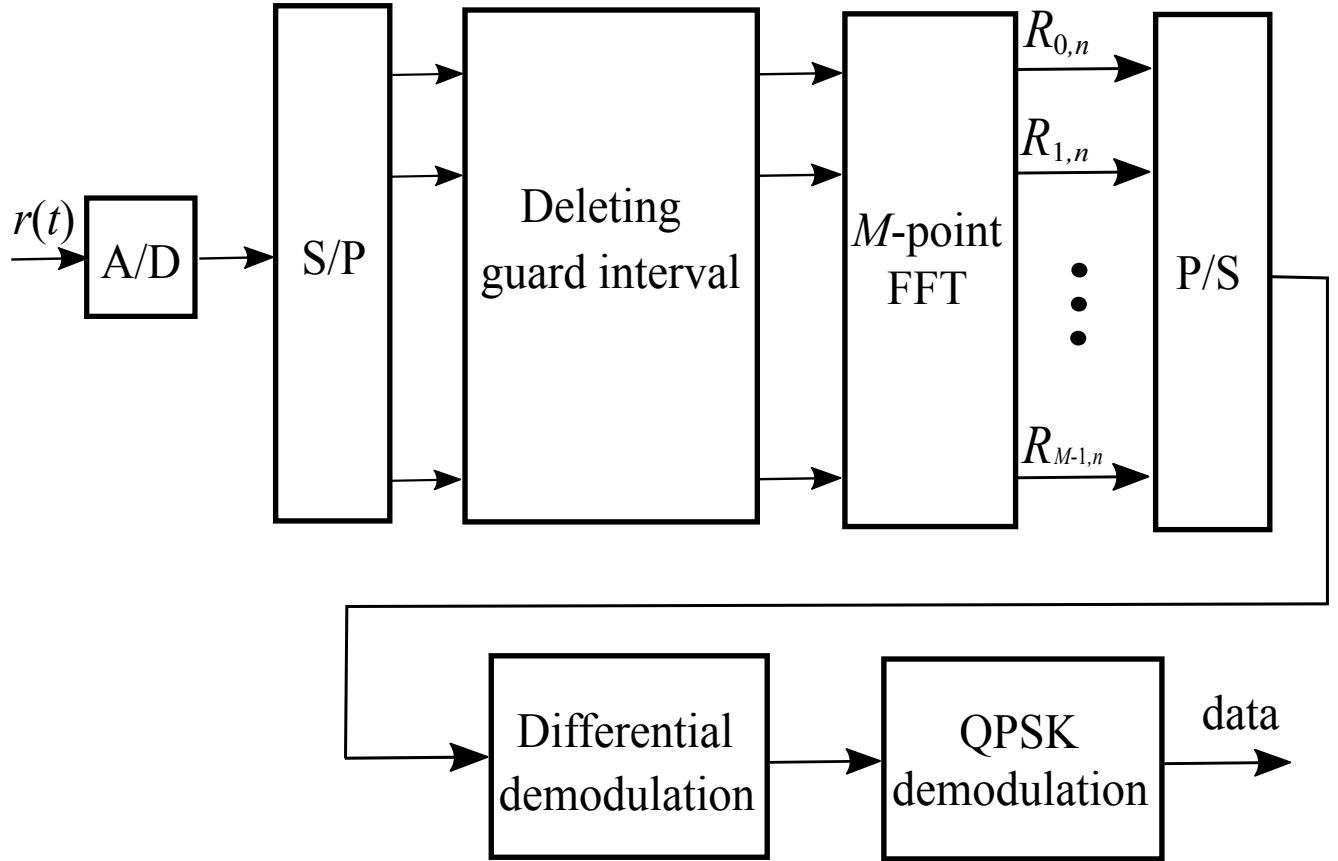 r(t)
A/D
S/P
Deleting
guard interval
M-point
FFT
R0,n
R1,n
RM-1,n
P/S
Differential
demodulation
QPSK
demodulation
data